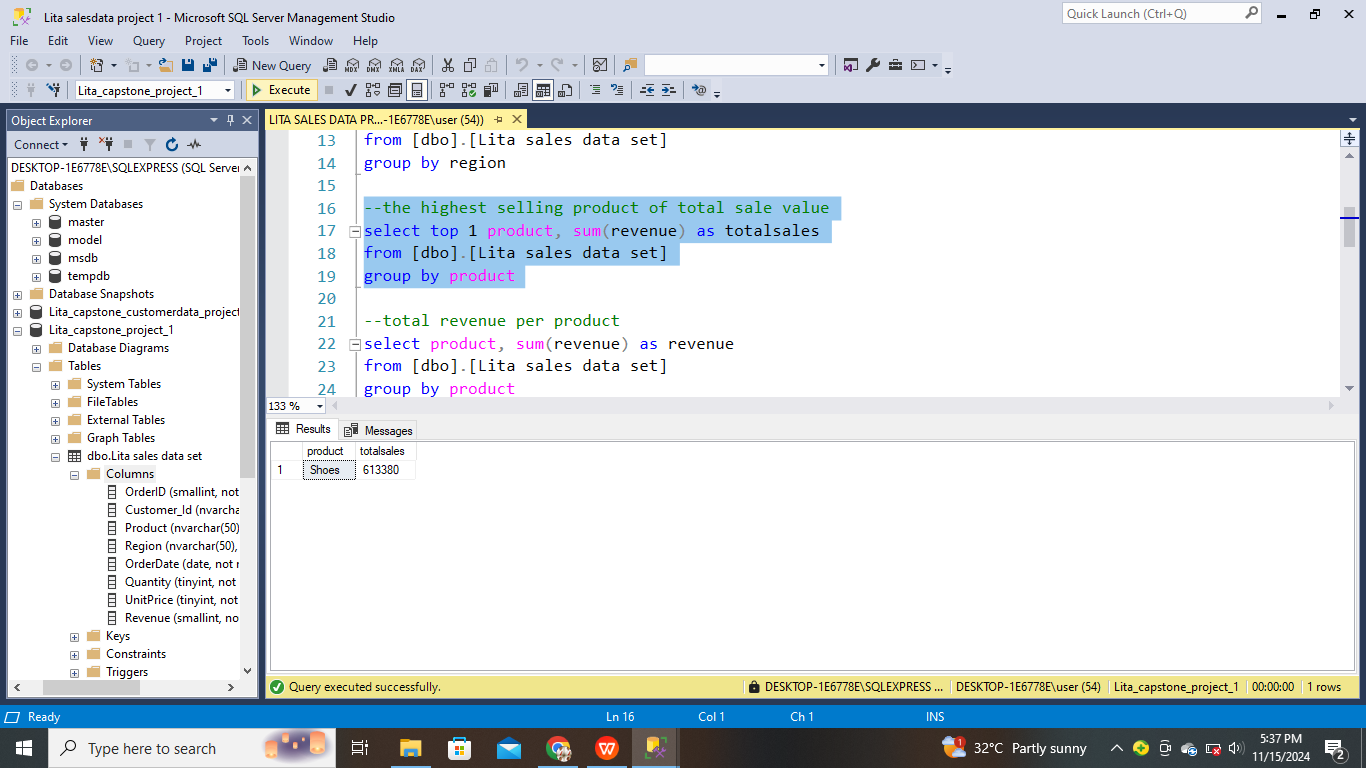 Lita salesdata project 1 - Microsoft SQL Server Management Studio
Quick Launch (Ctrl+Q)
File Edit View Query Project Tools Window Help
New Query MDX DMX XMLA DAX
Lita_capstone_project_1 Execute
Object Explorer
Connect
DESKTOP-1E6778E\SQLEXPRESS (SQL Server
Databases
System Databases
master
model
msdb
tempdb
Database Snapshots
Lita_capstone_customerdata_project
Lita_capstone_project_1
Database Diagrams
Tables
System Tables
FileTables
External Tables
Graph Tables
dbo.Lita sales data set
Columns
OrderID (smallint, not
Customer_Id (nvarcha
Product (nvarchar(50)
Region (nvarchar(50),
OrderDate (date, not r
Quantity (tinyint, not
UnitPrice (tinyint, not
Revenue (smallint, no
Keys
Constraints
Triggers
LITA SALES DATA PR...-1E6778E\user (54))
13 from [dbo].[Lita sales data set]
14 group by region
15
16 --the highest selling product of total sale value
17 select top 1 product, sum(revenue) as totalsales
18 from [dbo].[Lita sales data set]
19 group by product
20
21 --total revenue per product
22 select product, sum(revenue) as revenue
23 from [dbo].[Lita sales data set]
24 group by product
133 %
Results Messages
product totalsales
1 Shoes 613380
Query executed successfully. DESKTOP-1E6778E\SQLEXPRESS ... DESKTOP-1E6778E\user (54) Lita_capstone_project_1 00:00:00 1 rows
Ready Ln 16 Col 1 Ch 1 INS
Type here to search
W
1 32°C Partly sunny
5:37 PM
11/15/2024
2